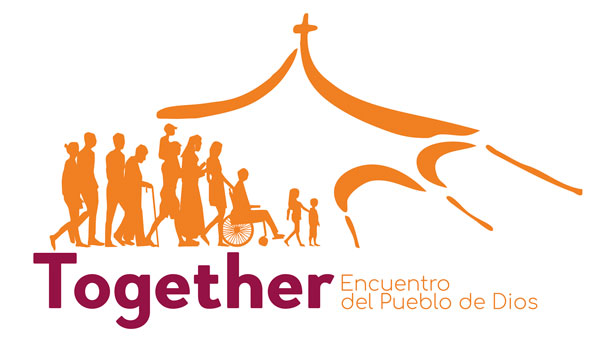 Together
Encuentro
del Pueblo de Dios